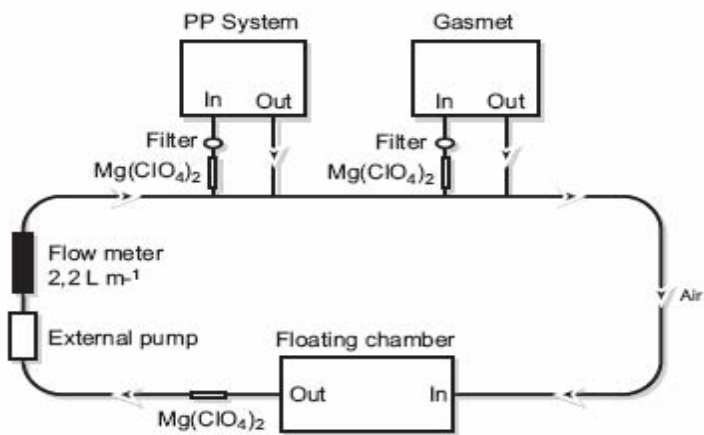 PP System
Gasmet
In Out
In Out
Filter
Mg(ClO₄)₂
Filter
Mg(ClO₄)₂
Flow meter
2,2 L m-¹
Air
External pump
Floating chamber
Out In
Mg(ClO₄)₂